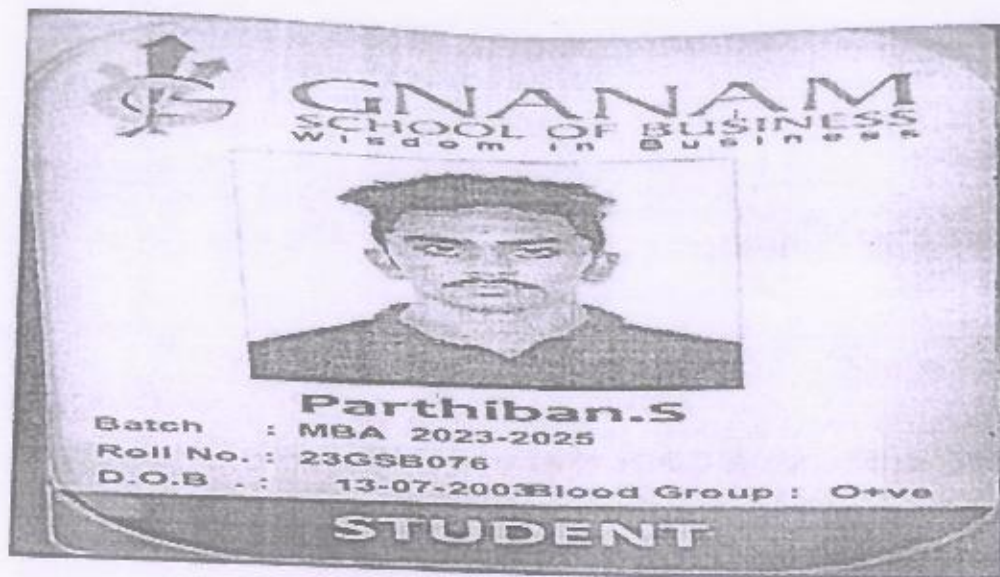 GNANAM
SCHOOL OF BUSINESS
Wisdom in Business
Parthiban.S
Batch : MBA 2023-2025
Roll No. : 23GSB076
D.O.B . : 13-07-2003Blood Group : O+ve
STUDENT